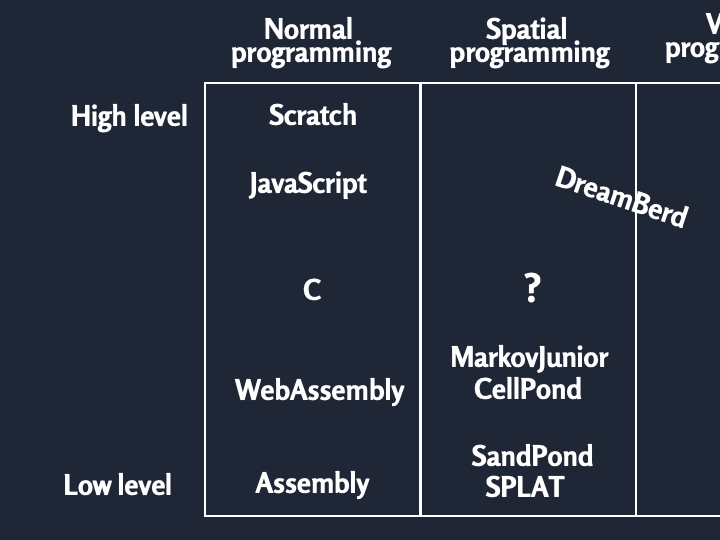 Normal
programming
Spatial
programming
V
prog
High level
Scratch
JavaScript
DreamBerd
C
?
MarkovJunior
WebAssembly
CellPond
SandPond
Low level
Assembly
SPLAT